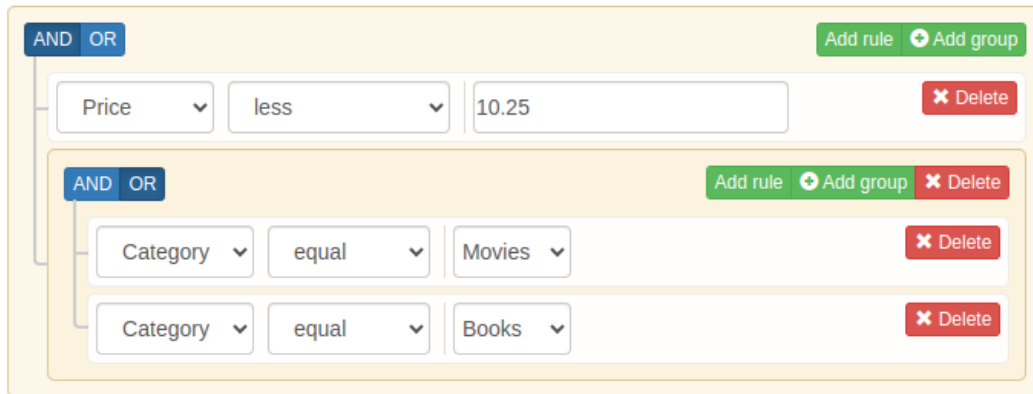 AND OR Add rule Add group
Price less 10.25 Delete
AND OR Add rule Add group Delete
Category equal Movies Delete
Category equal Books Delete